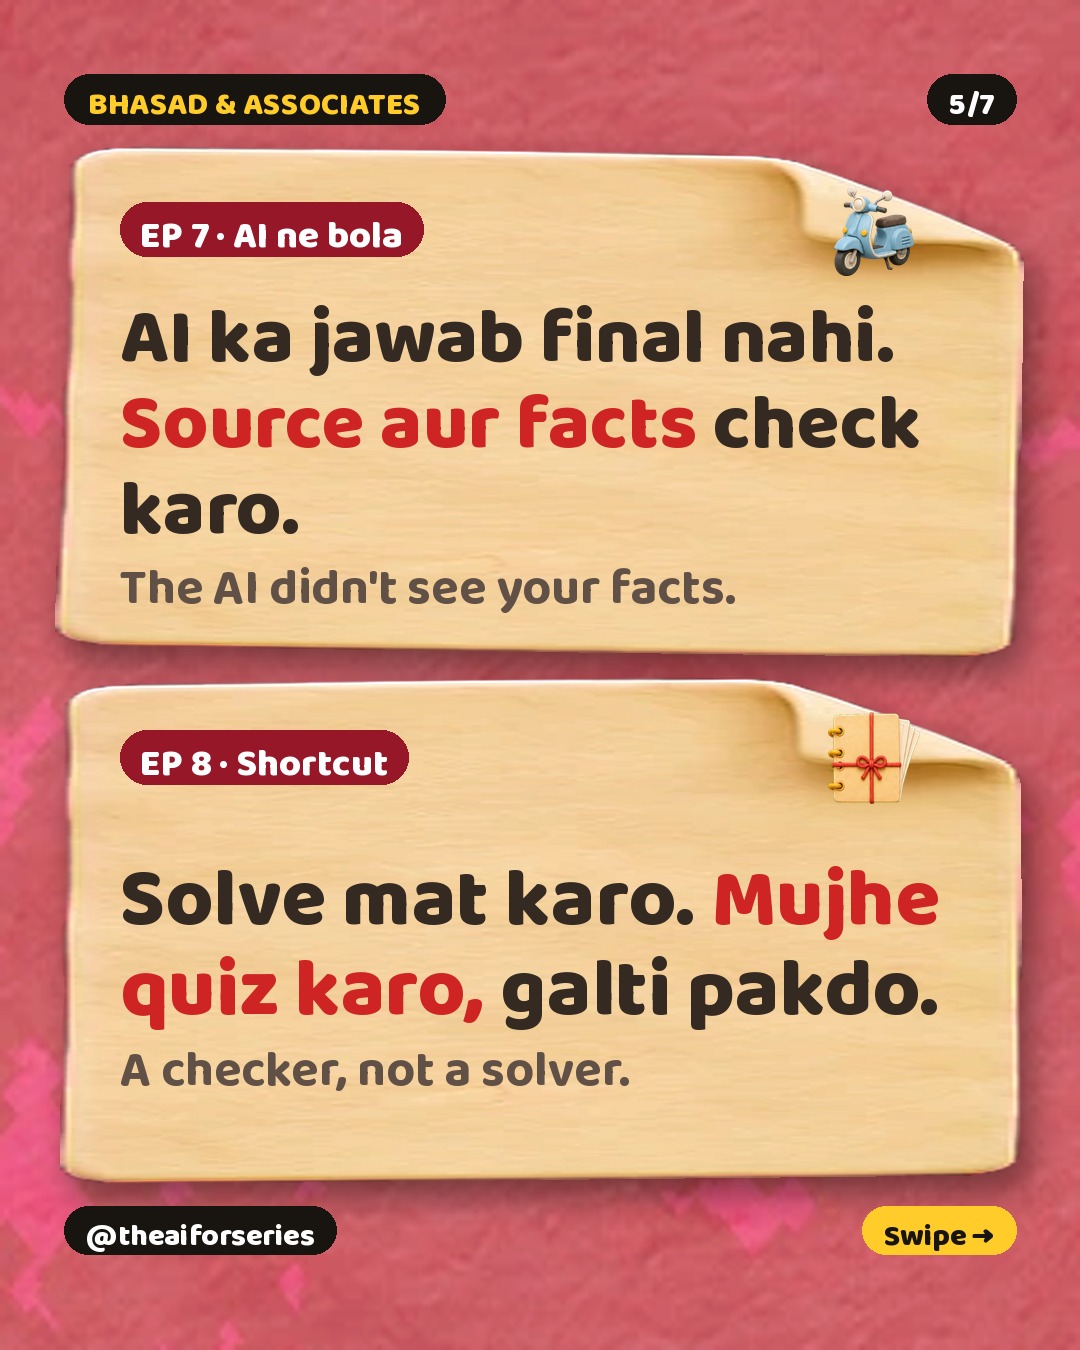 BHASAD & ASSOCIATES
5/7
EP 7 · AI ne bola
AI ka jawab final nahi.
Source aur facts check
karo.
The AI didn't see your facts.
EP 8 · Shortcut
Solve mat karo. Mujhe
quiz karo, galti pakdo.
A checker, not a solver.
@theaiforseries
Swipe →